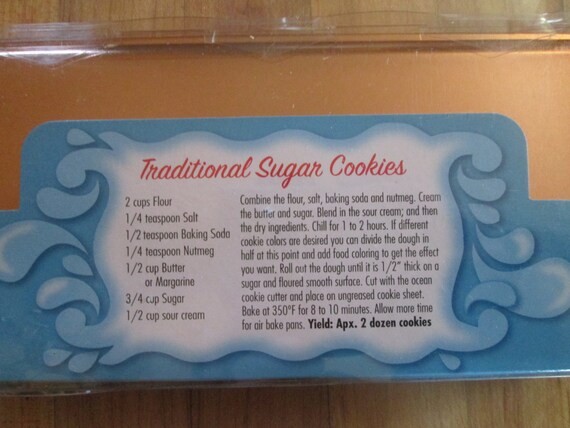 Traditional Sugar Cookies
2 cups Flour
1/4 teaspoon Salt
1/2 teaspoon Baking Soda
1/4 teaspoon Nutmeg
1/2 cup Butter
or Margarine
3/4 cup Sugar
1/2 cup sour cream
Combine the flour, salt, baking soda and nutmeg. Cream
the butter and sugar. Blend in the sour cream; and then
the dry ingredients. Chill for 1 to 2 hours. If different
cookie colors are desired you can divide the dough in
half at this point and add food coloring to get the effect
you want. Roll out the dough until it is 1/2" thick on a
sugar and floured smooth surface. Cut with the ocean
cookie cutter and place on ungreased cookie sheet.
Bake at 350°F for 8 to 10 minutes. Allow more time
for air bake pans. Yield: Apx. 2 dozen cookies